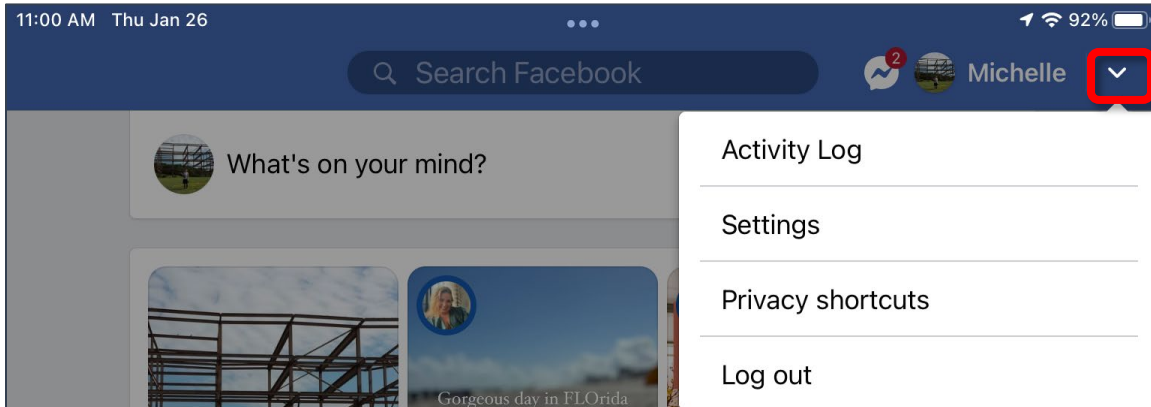 11:00 AM Thu Jan 26
92%
Search Facebook
2
Michelle
What's on your mind?
Activity Log
Settings
Privacy shortcuts
Log out
Gorgeous day in FLOrida